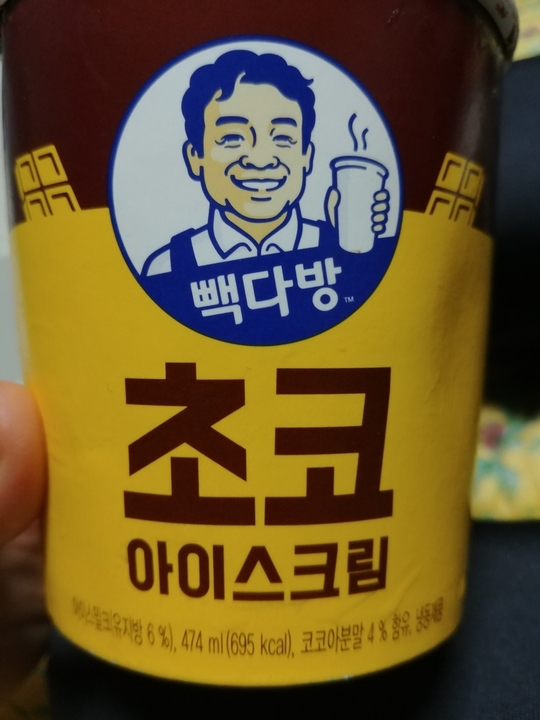 빽다방
TM
초코
아이스크림
아이스밀크(유지방 6 %), 474 ml(695 kcal), 코코아분말 4 % 함유, 냉동제품